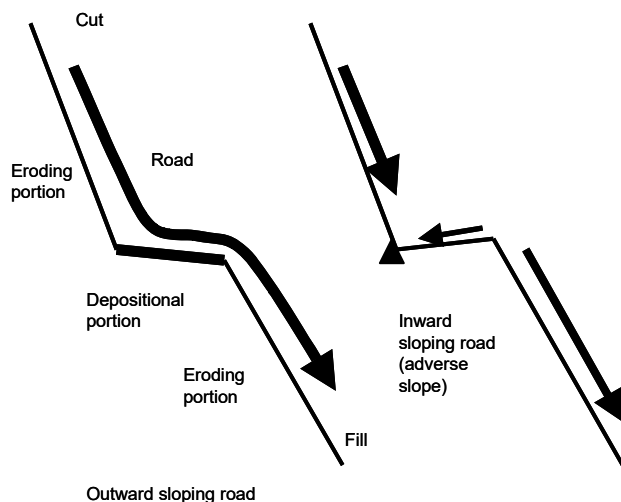 Cut
Road
Eroding
portion
Depositional
portion
Eroding
portion
Fill
Outward sloping road
Inward
sloping road
(adverse
slope)